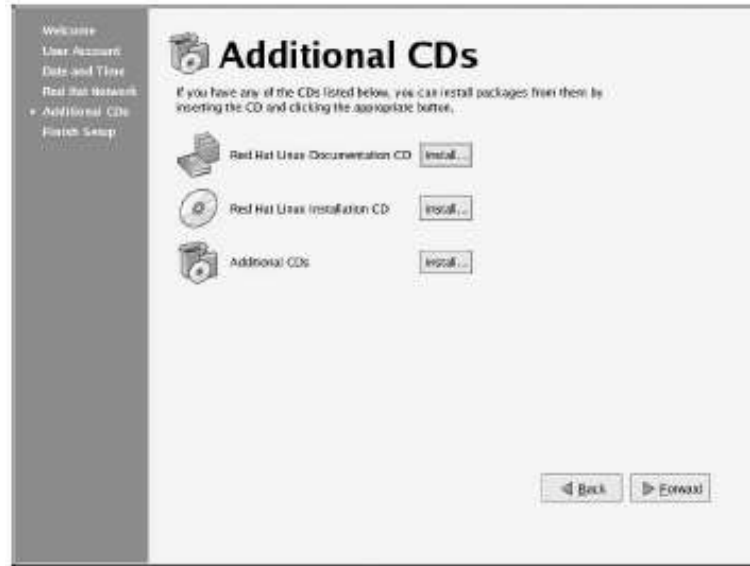 Welcome
User Account
Date and Time
Red Hat Network
Additional CDs
Finish Setup
Additional CDs
If you have any of the CDs listed below, you can install packages from them by
inserting the CD and clicking the appropriate button.
Red Hat Linux Documentation CD
Install...
Red Hat Linux Installation CD
Install...
Additional CDs
Install...
Back
Forward